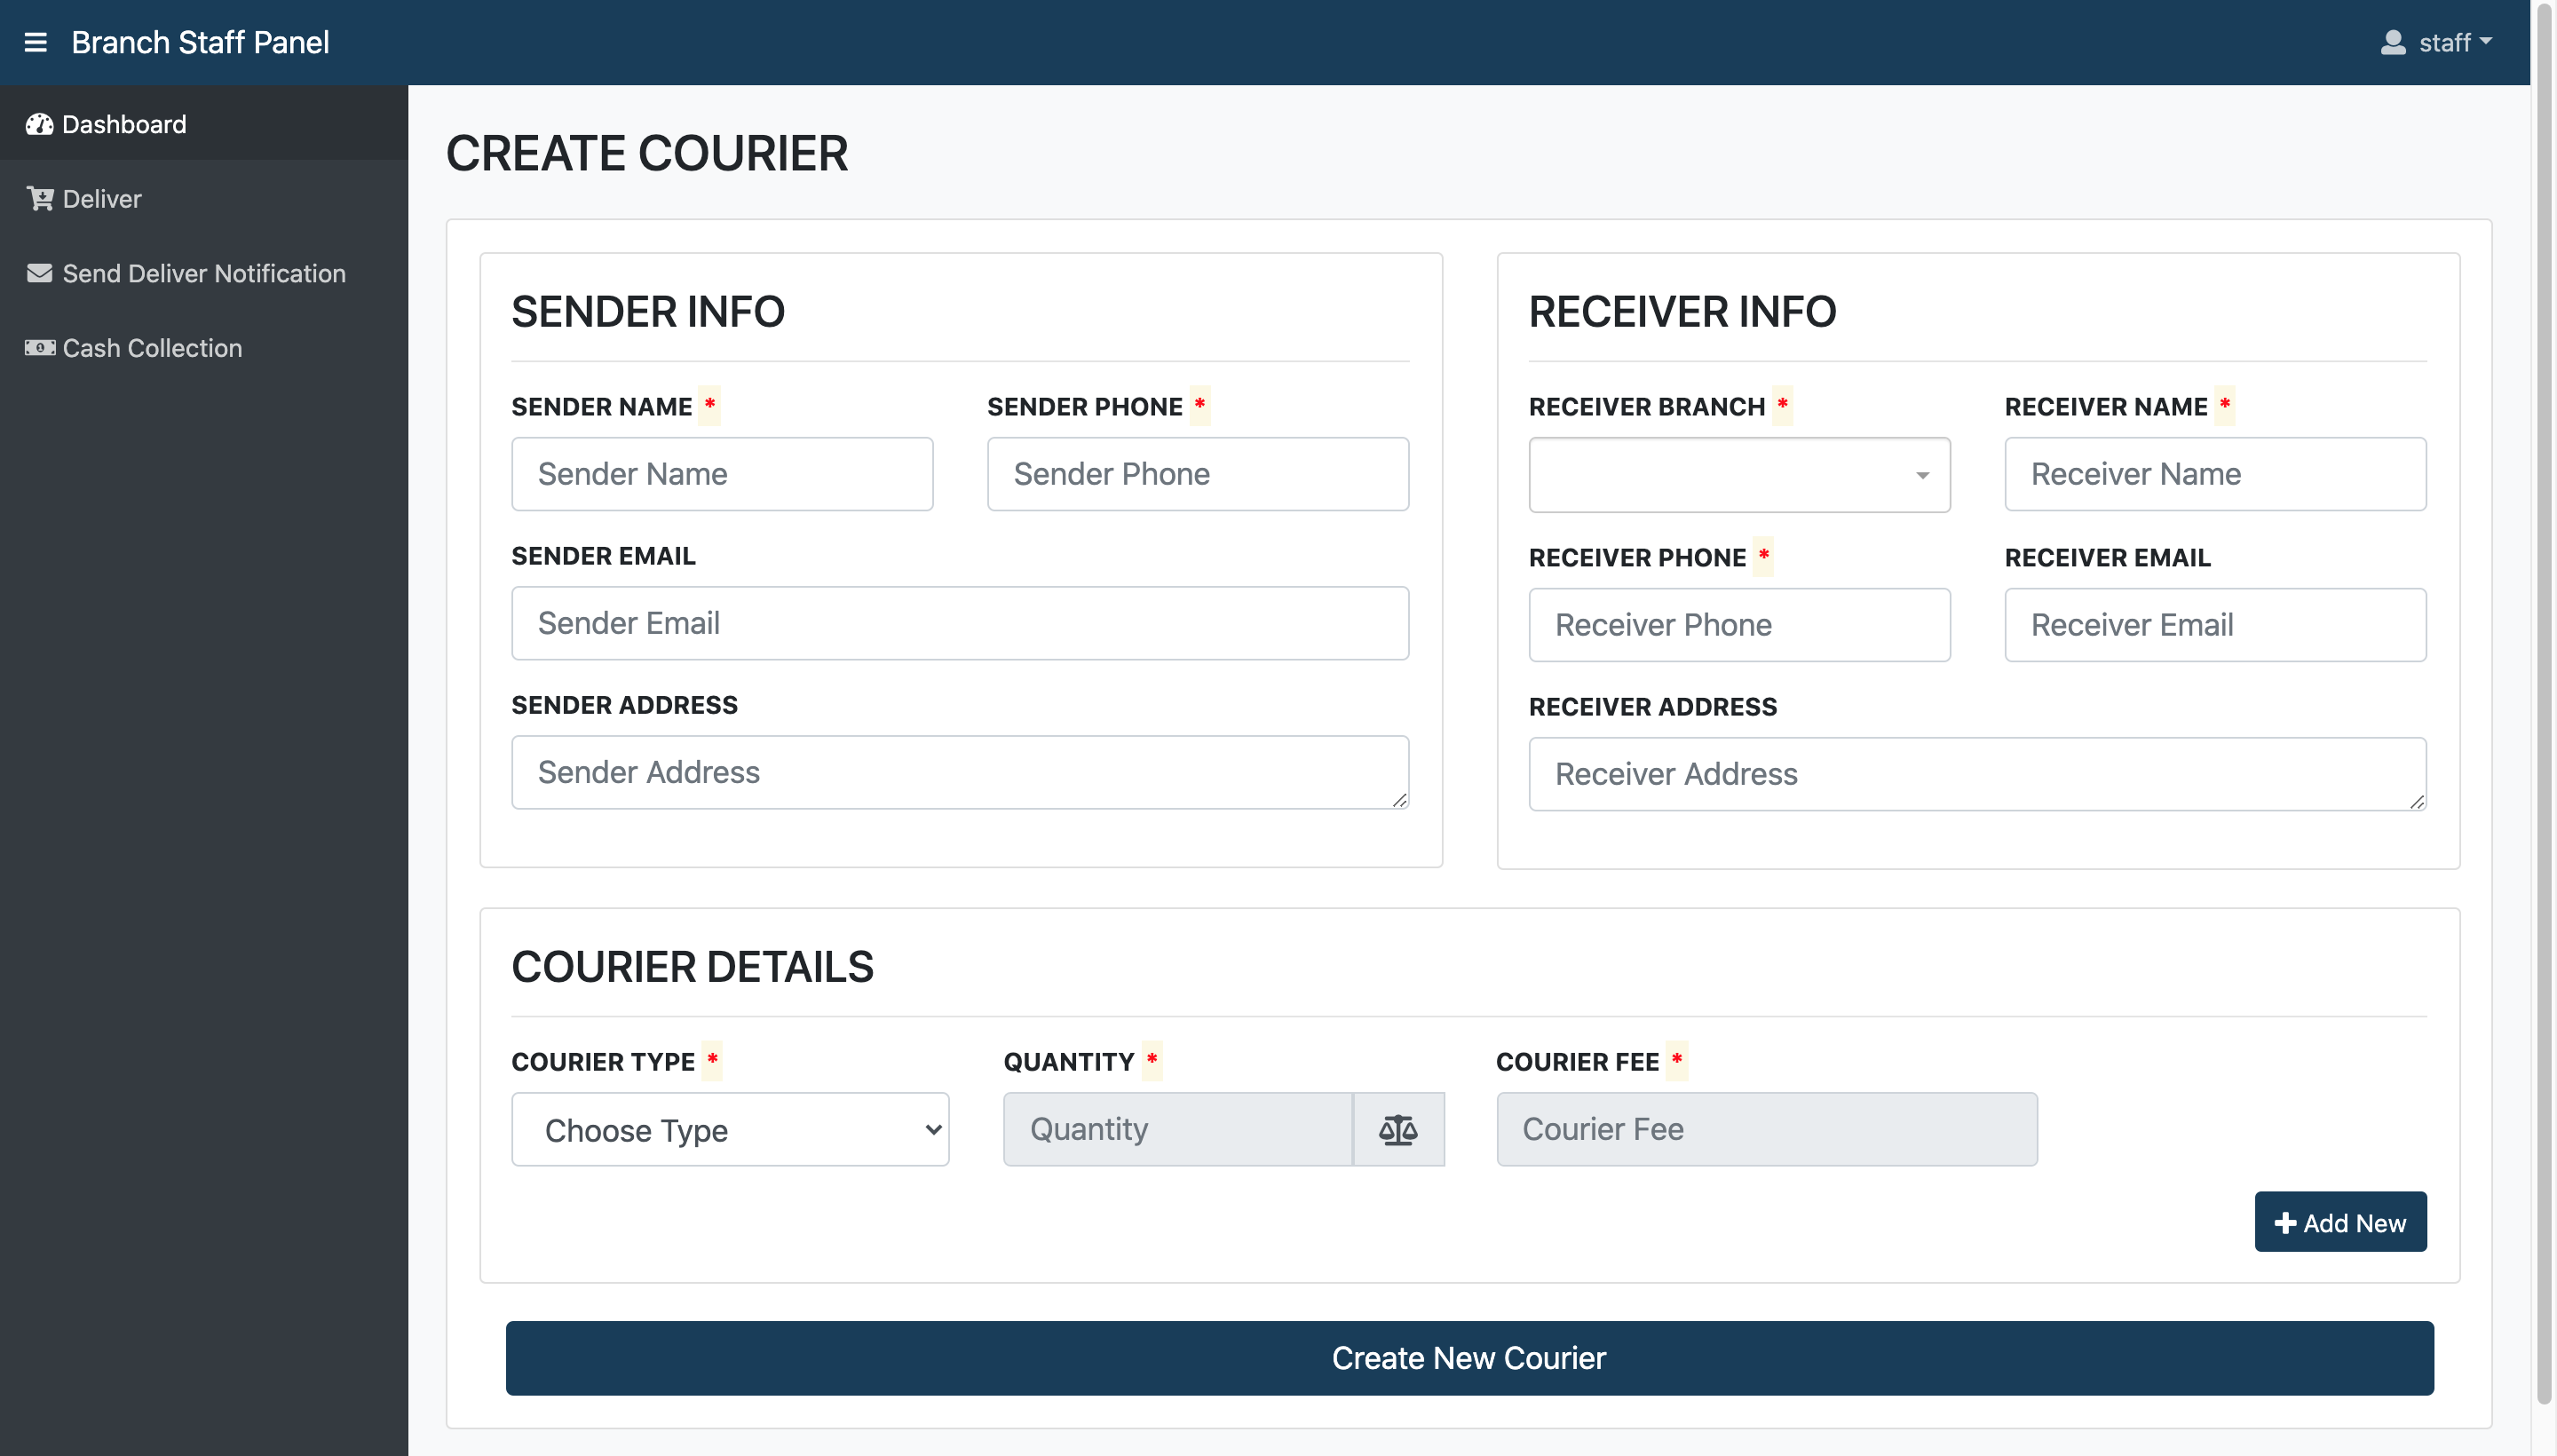 Branch Staff Panel
staff
Dashboard
Deliver
Send Deliver Notification
Cash Collection
CREATE COURIER
SENDER INFO
SENDER NAME *
Sender Name
SENDER PHONE *
Sender Phone
SENDER EMAIL
Sender Email
SENDER ADDRESS
Sender Address
RECEIVER INFO
RECEIVER BRANCH *
RECEIVER NAME *
Receiver Name
RECEIVER PHONE *
Receiver Phone
RECEIVER EMAIL
Receiver Email
RECEIVER ADDRESS
Receiver Address
COURIER DETAILS
COURIER TYPE *
Choose Type
QUANTITY *
Quantity
COURIER FEE *
Courier Fee
Add New
Create New Courier